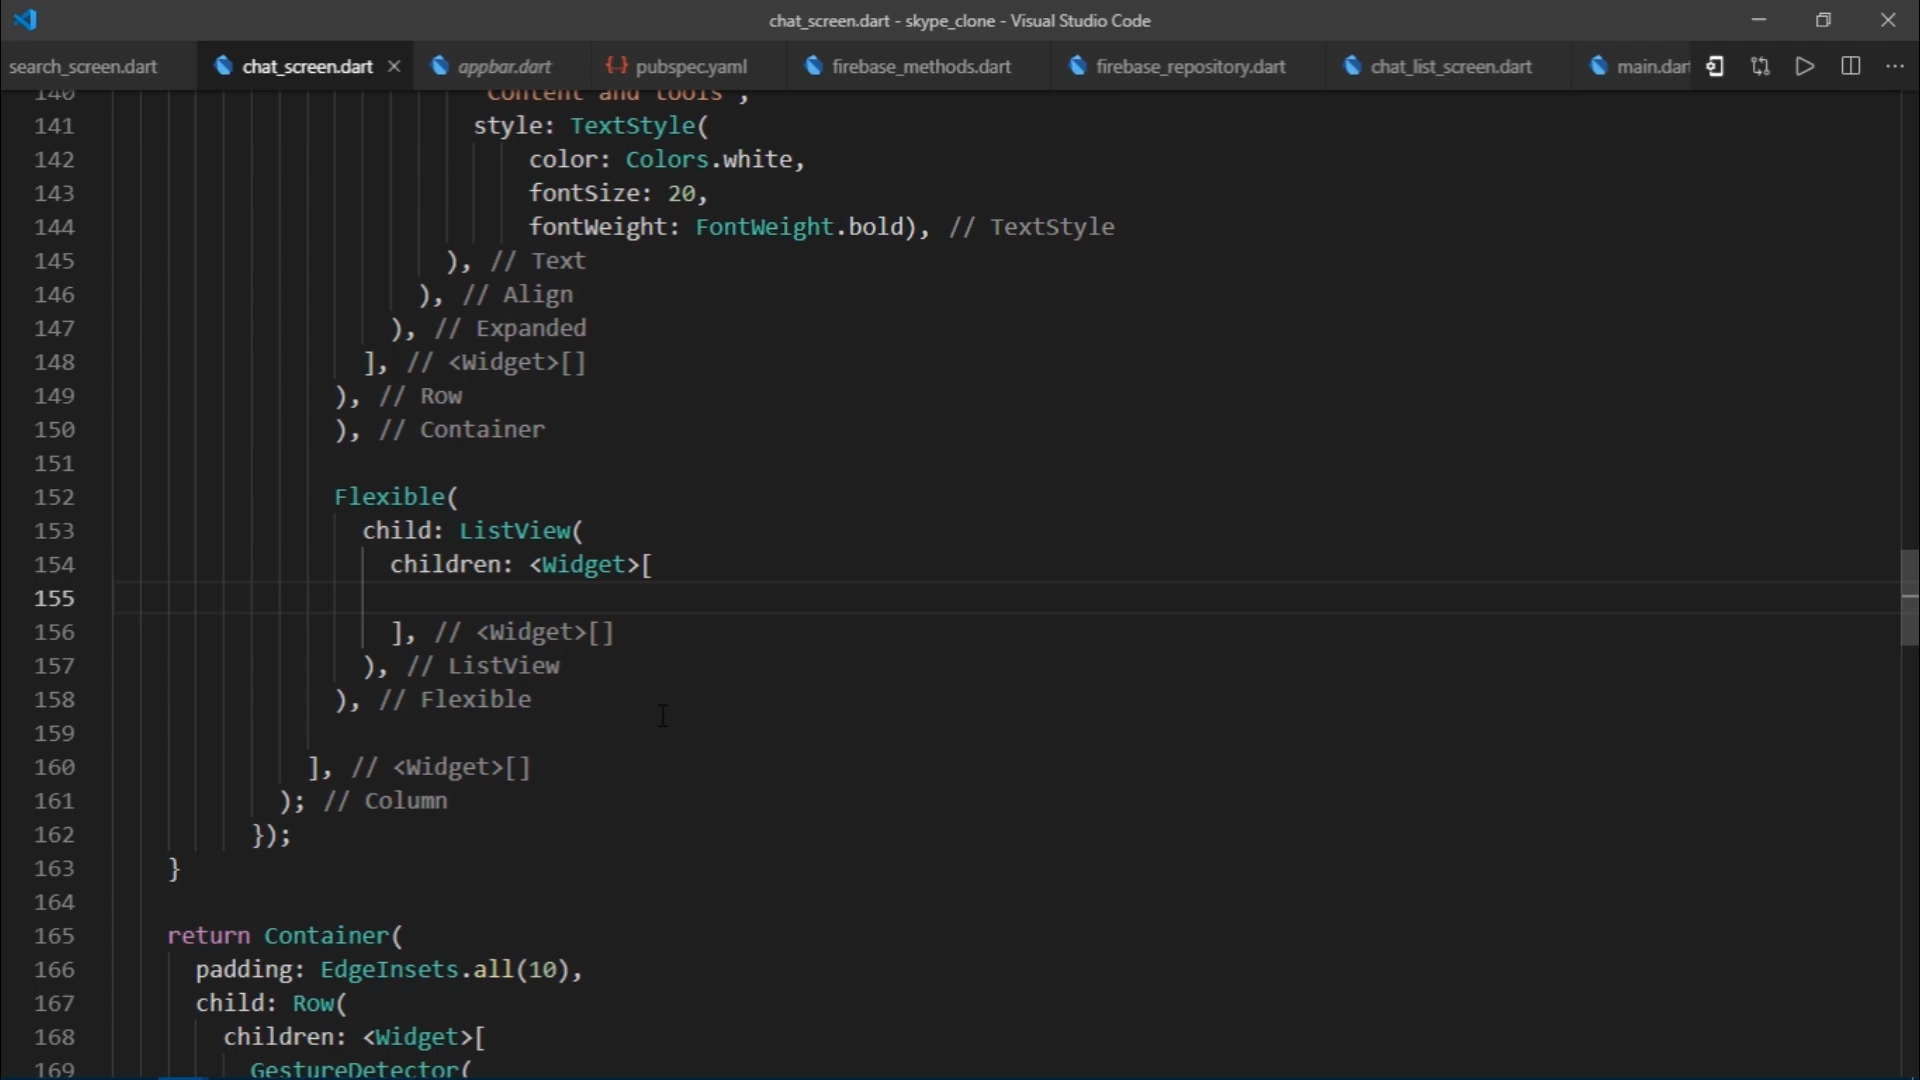 chat_screen.dart - skype_clone - Visual Studio Code
search_screen.dart chat_screen.dart appbar.dart pubspec.yaml firebase_methods.dart firebase_repository.dart chat_list_screen.dart main.dart
140 "Content and tools",
141 style: TextStyle(
142 color: Colors.white,
143 fontSize: 20,
144 fontWeight: FontWeight.bold), // TextStyle
145 ), // Text
146 ), // Align
147 ), // Expanded
148 ], // <Widget>[]
149 ), // Row
150 ), // Container
151
152 Flexible(
153 child: ListView(
154 children: <Widget>[
155
156 ], // <Widget>[]
157 ), // ListView
158 ), // Flexible
159
160 ], // <Widget>[]
161 ); // Column
162 });
163 }
164
165 return Container(
166 padding: EdgeInsets.all(10),
167 child: Row(
168 children: <Widget>[
169 GestureDetector(